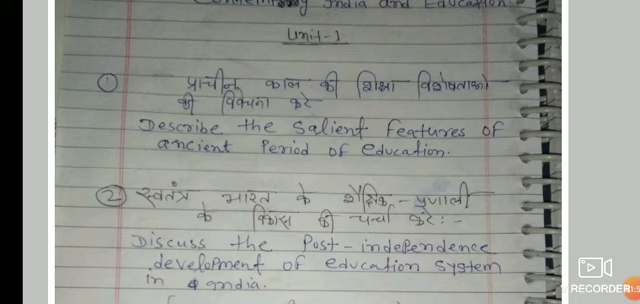 Contemporary India and Education
Unit-1
① प्राचीन काल की शिक्षा विशेषताओं
की विवेचना करे
Describe the Salient features of
ancient Period of education.
② स्वतंत्र भारत के शैक्षिक - प्रणाली
के विकास की चर्चा करे : -
Discuss the Post - independence
development of education system
in India.
RECORDER